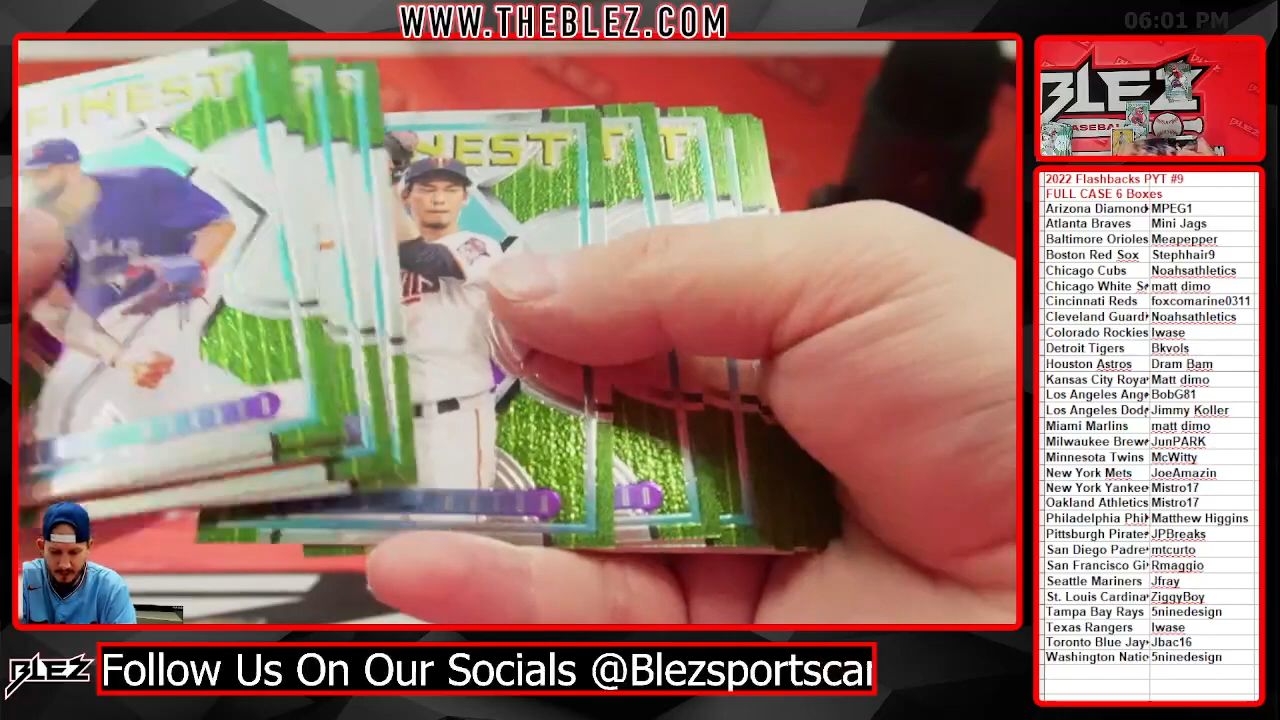 WWW.THEBLEZ.COM
06:01 PM
FINEST
NEST
T
BLEZ
BASEBA
2022 Flashbacks PYT #9
FULL CASE 6 Boxes
Arizona Diamond MPEG1
Atlanta Braves Mini Jags
Baltimore Orioles Meapepper
Boston Red Sox Stephhair9
Chicago Cubs Noahsathletics
Chicago White S matt dimo
Cincinnati Reds foxcomarine0311
Cleveland Guard Noahsathletics
Colorado Rockies Iwase
Detroit Tigers Bkvols
Houston Astros Dram Bam
Kansas City Roya Matt dimo
Los Angeles Ang BobG81
Los Angeles Dod Jimmy Koller
Miami Marlins matt dimo
Milwaukee Brew JunPARK
Minnesota Twins McWitty
New York Mets JoeAmazin
New York Yankee Mistro17
Oakland Athletics Mistro17
Philadelphia Phil Matthew Higgins
Pittsburgh Pirate JPBreaks
San Diego Padre mtcurto
San Francisco Gi Rmaggio
Seattle Mariners Jfray
St. Louis Cardina ZiggyBoy
Tampa Bay Rays 5ninedesign
Texas Rangers Iwase
Toronto Blue Jay Jbac16
Washington Natio 5ninedesign
BLEZ
Follow Us On Our Socials @Blezsportscar